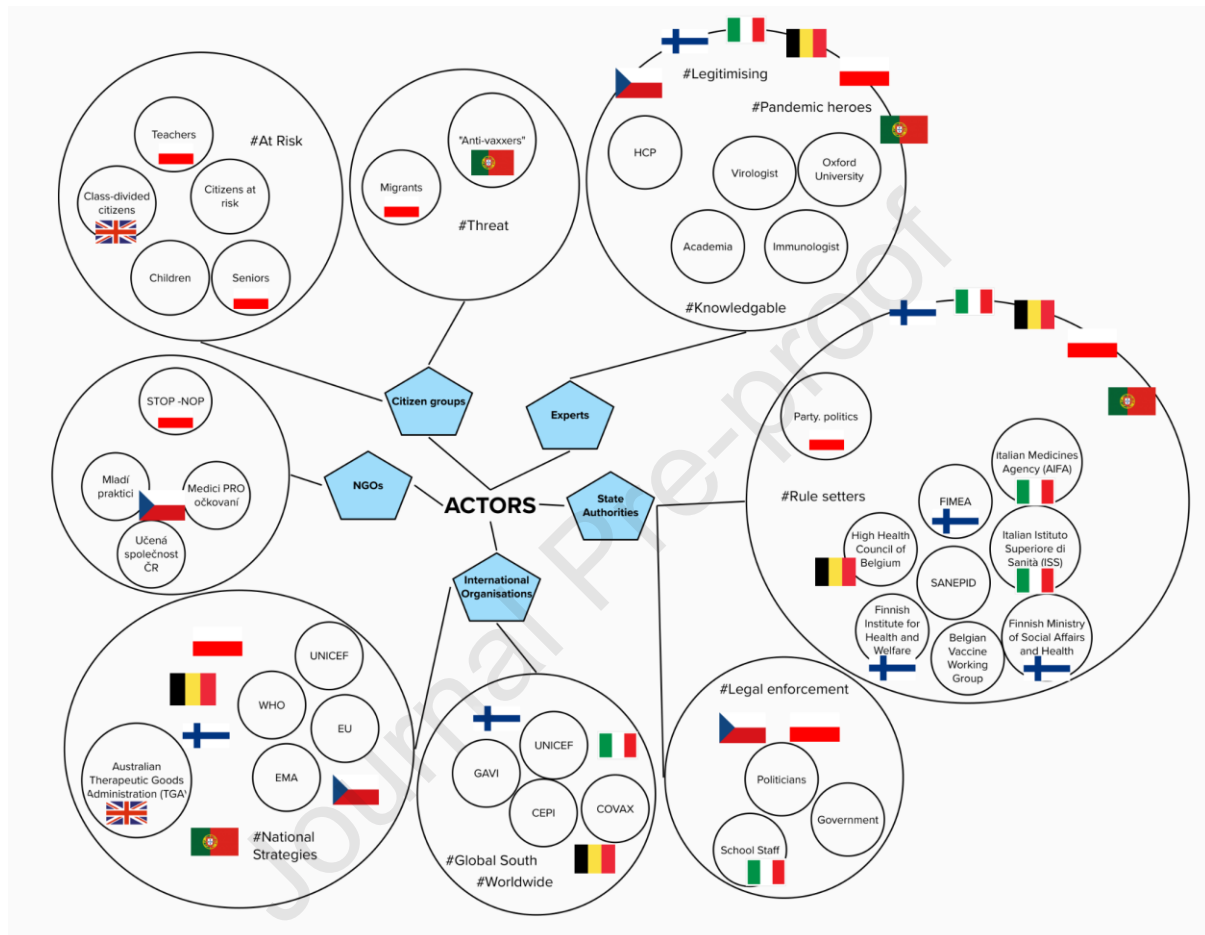 #At Risk
Teachers
Class-divided
citizens
Citizens at
risk
Children
Seniors
"Anti-vaxxers"
Migrants
#Threat
#Legitimising
#Pandemic heroes
HCP
Virologist
Oxford
University
Academia
Immunologist
#Knowledgable
Citizen groups
Experts
NGOs
ACTORS
State
Authorities
International
Organisations
STOP -NOP
Mladí
praktici
Medici PRO
očkovaní
Učená
společnost
ČR
Party. politics
#Rule setters
Italian Medicines
Agency (AIFA)
FIMEA
High Health
Council of
Belgium
Italian Istituto
Superiore di
Sanità (ISS)
SANEPID
Finnish
Institute for
Health and
Welfare
Belgian
Vaccine
Working
Group
Finnish Ministry
of Social Affairs
and Health
UNICEF
WHO
EU
EMA
Australian
Therapeutic Goods
Administration (TGA)
#National
Strategies
UNICEF
GAVI
CEPI
COVAX
#Global South
#Worldwide
#Legal enforcement
Politicians
Government
School Staff
Journal Pre-proof